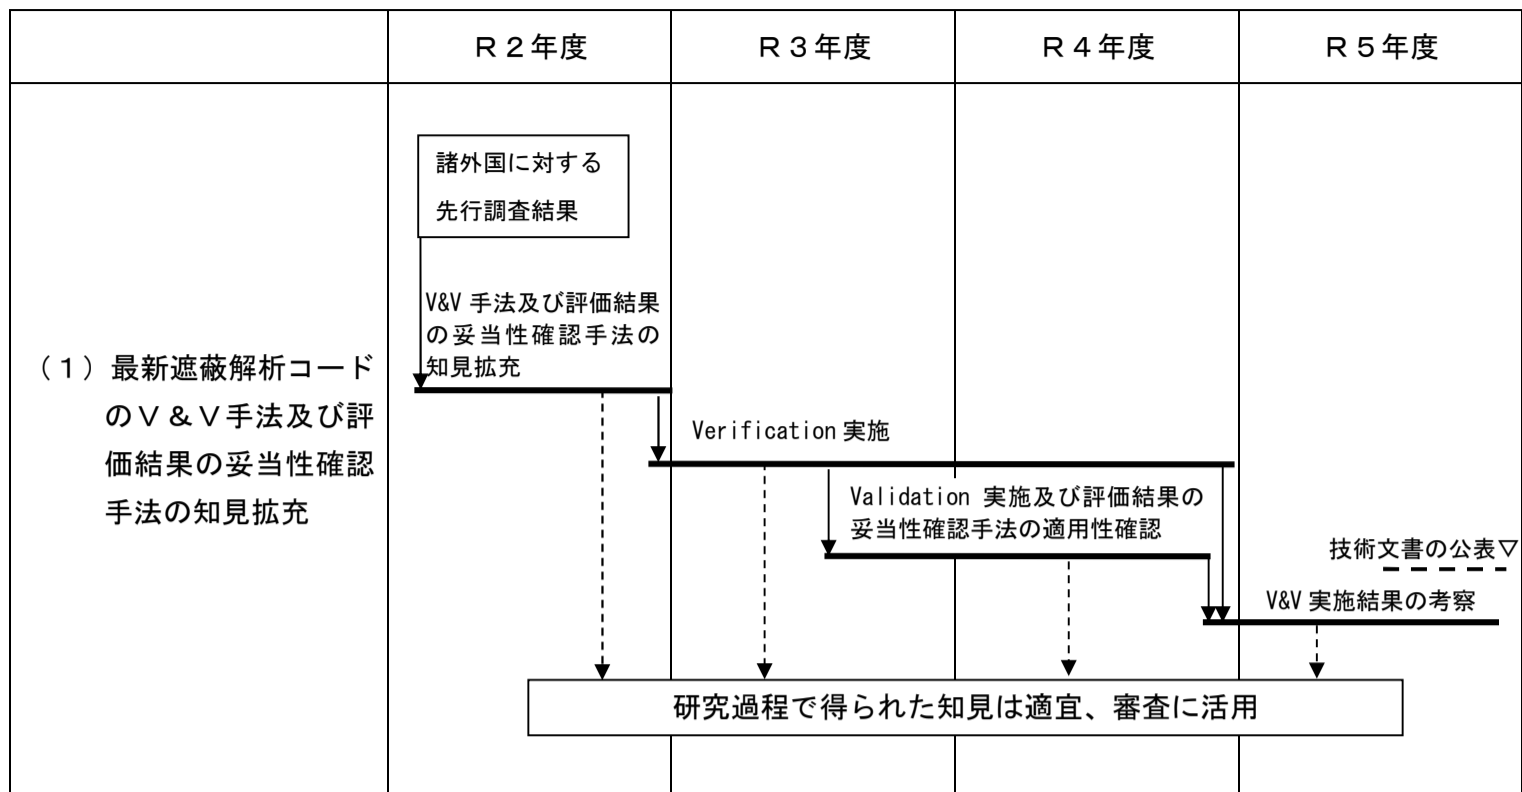 R2年度
R3年度
R4年度
R5年度
諸外国に対する
先行調査結果
V&V 手法及び評価結果
の妥当性確認手法の
知見拡充
(1)最新遮蔽解析コード
のV&V手法及び評
価結果の妥当性確認
手法の知見拡充
Verification 実施
Validation 実施及び評価結果の
妥当性確認手法の適用性確認
技術文書の公表▽
V&V 実施結果の考察
研究過程で得られた知見は適宜、審査に活用